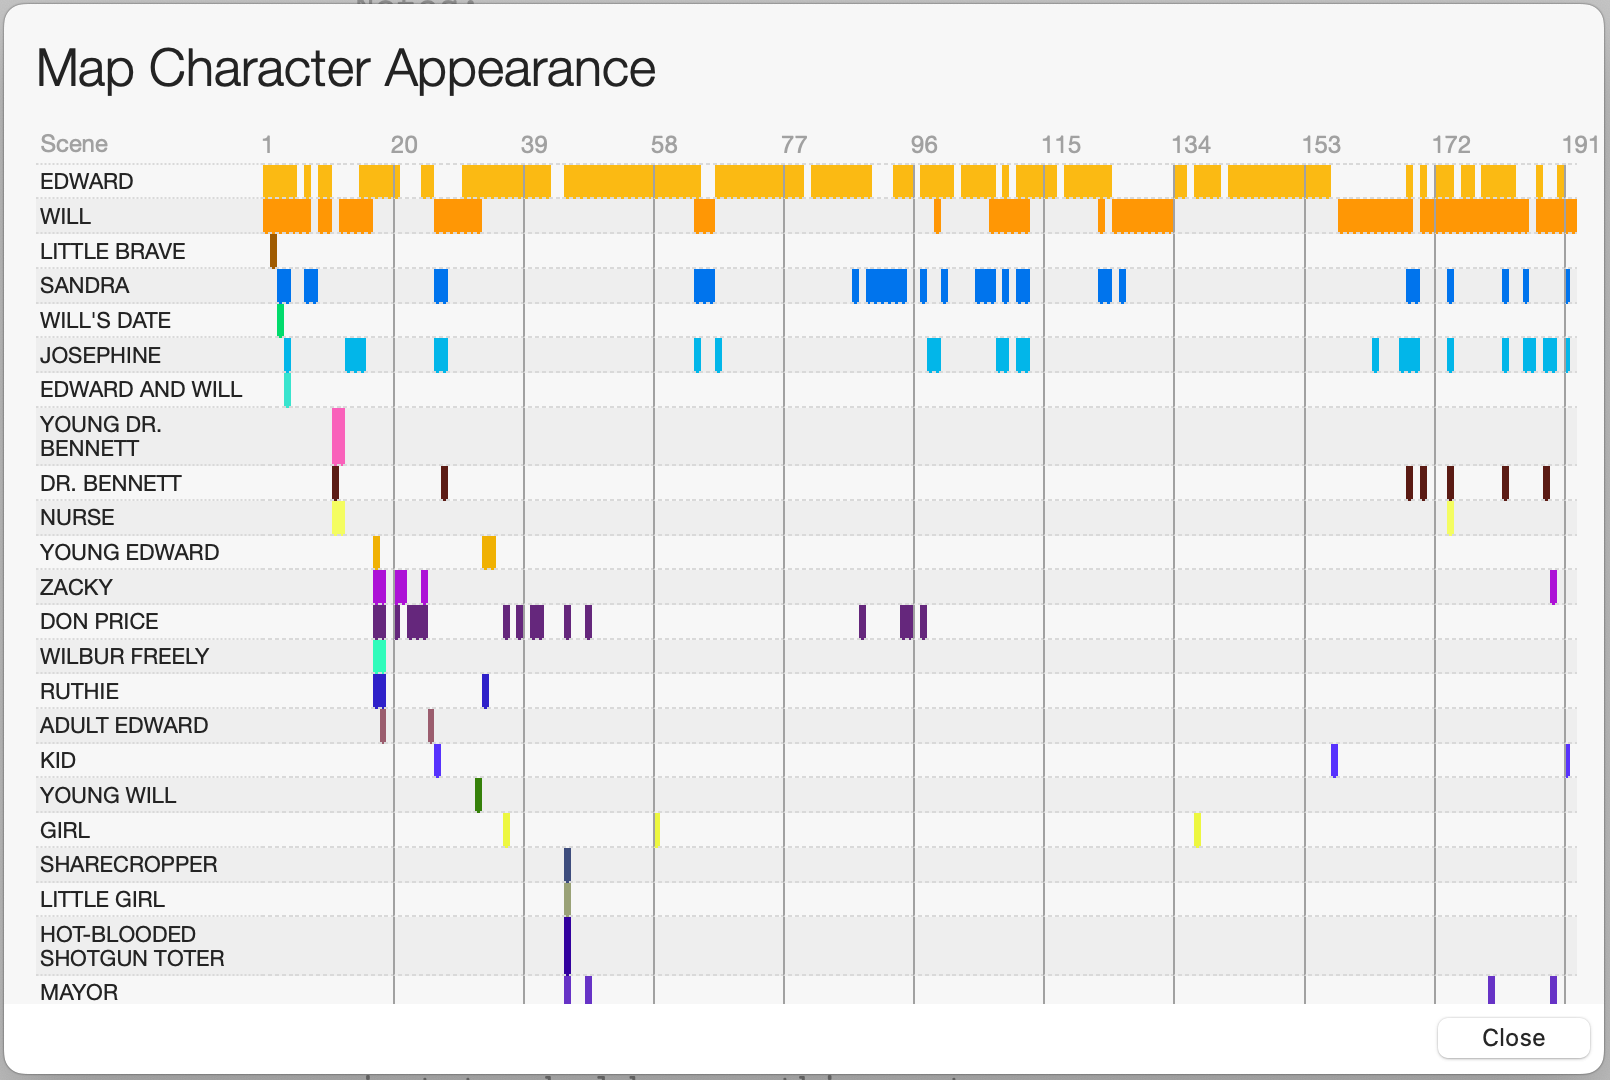 Map Character Appearance
Scene 1 20 39 58 77 96 115 134 153 172 191
EDWARD
WILL
LITTLE BRAVE
SANDRA
WILL'S DATE
JOSEPHINE
EDWARD AND WILL
YOUNG DR.
BENNETT
DR. BENNETT
NURSE
YOUNG EDWARD
ZACKY
DON PRICE
WILBUR FREELY
RUTHIE
ADULT EDWARD
KID
YOUNG WILL
GIRL
SHARECROPPER
LITTLE GIRL
HOT-BLOODED
SHOTGUN TOTER
MAYOR
Close